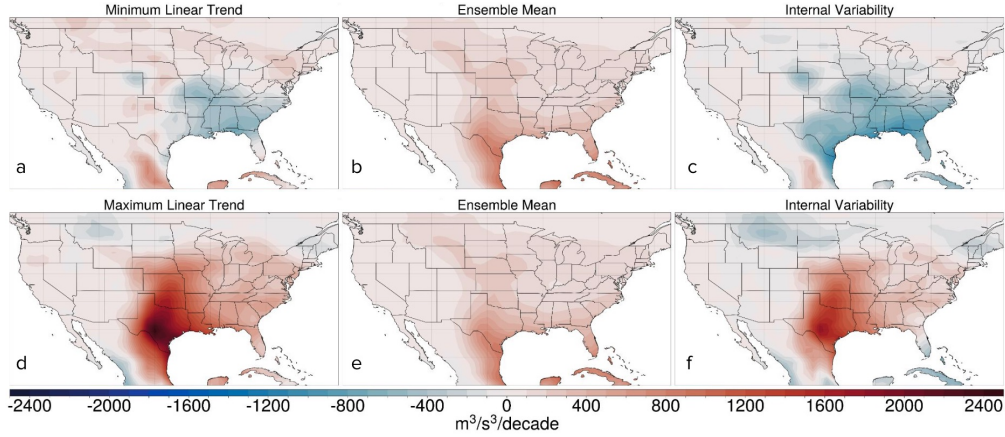 Minimum Linear Trend Ensemble Mean Internal Variability
a b c
Maximum Linear Trend Ensemble Mean Internal Variability
d e f
-2400 -2000 -1600 -1200 -800 -400 0 400 800 1200 1600 2000 2400
m³/s³/decade